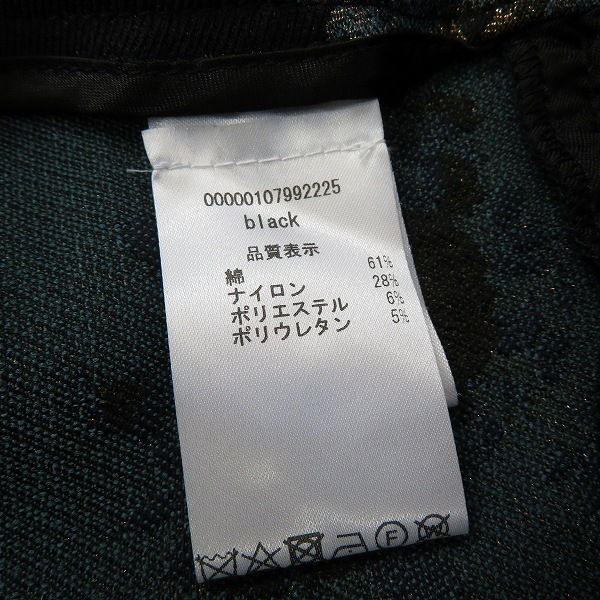 00000107992225
black
品質表示
綿 61%
ナイロン 28%
ポリエステル 6%
ポリウレタン 5%